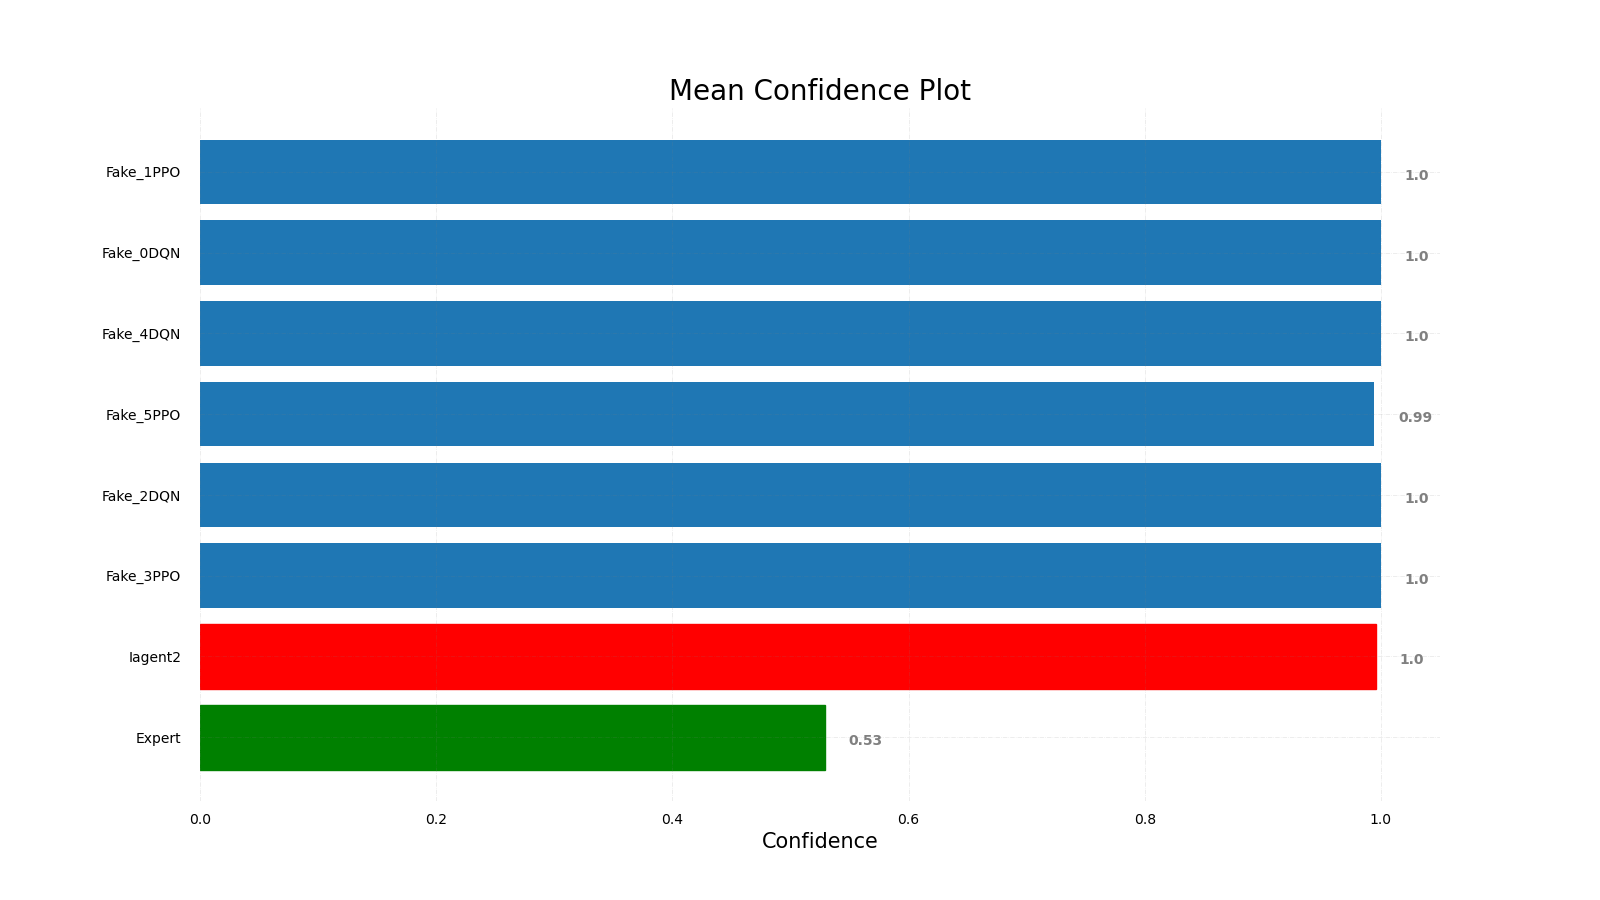 Mean Confidence Plot
Fake_1PPO 1.0
Fake_0DQN 1.0
Fake_4DQN 1.0
Fake_5PPO 0.99
Fake_2DQN 1.0
Fake_3PPO 1.0
Iagent2 1.0
Expert 0.53
0.0 0.2 0.4 0.6 0.8 1.0
Confidence